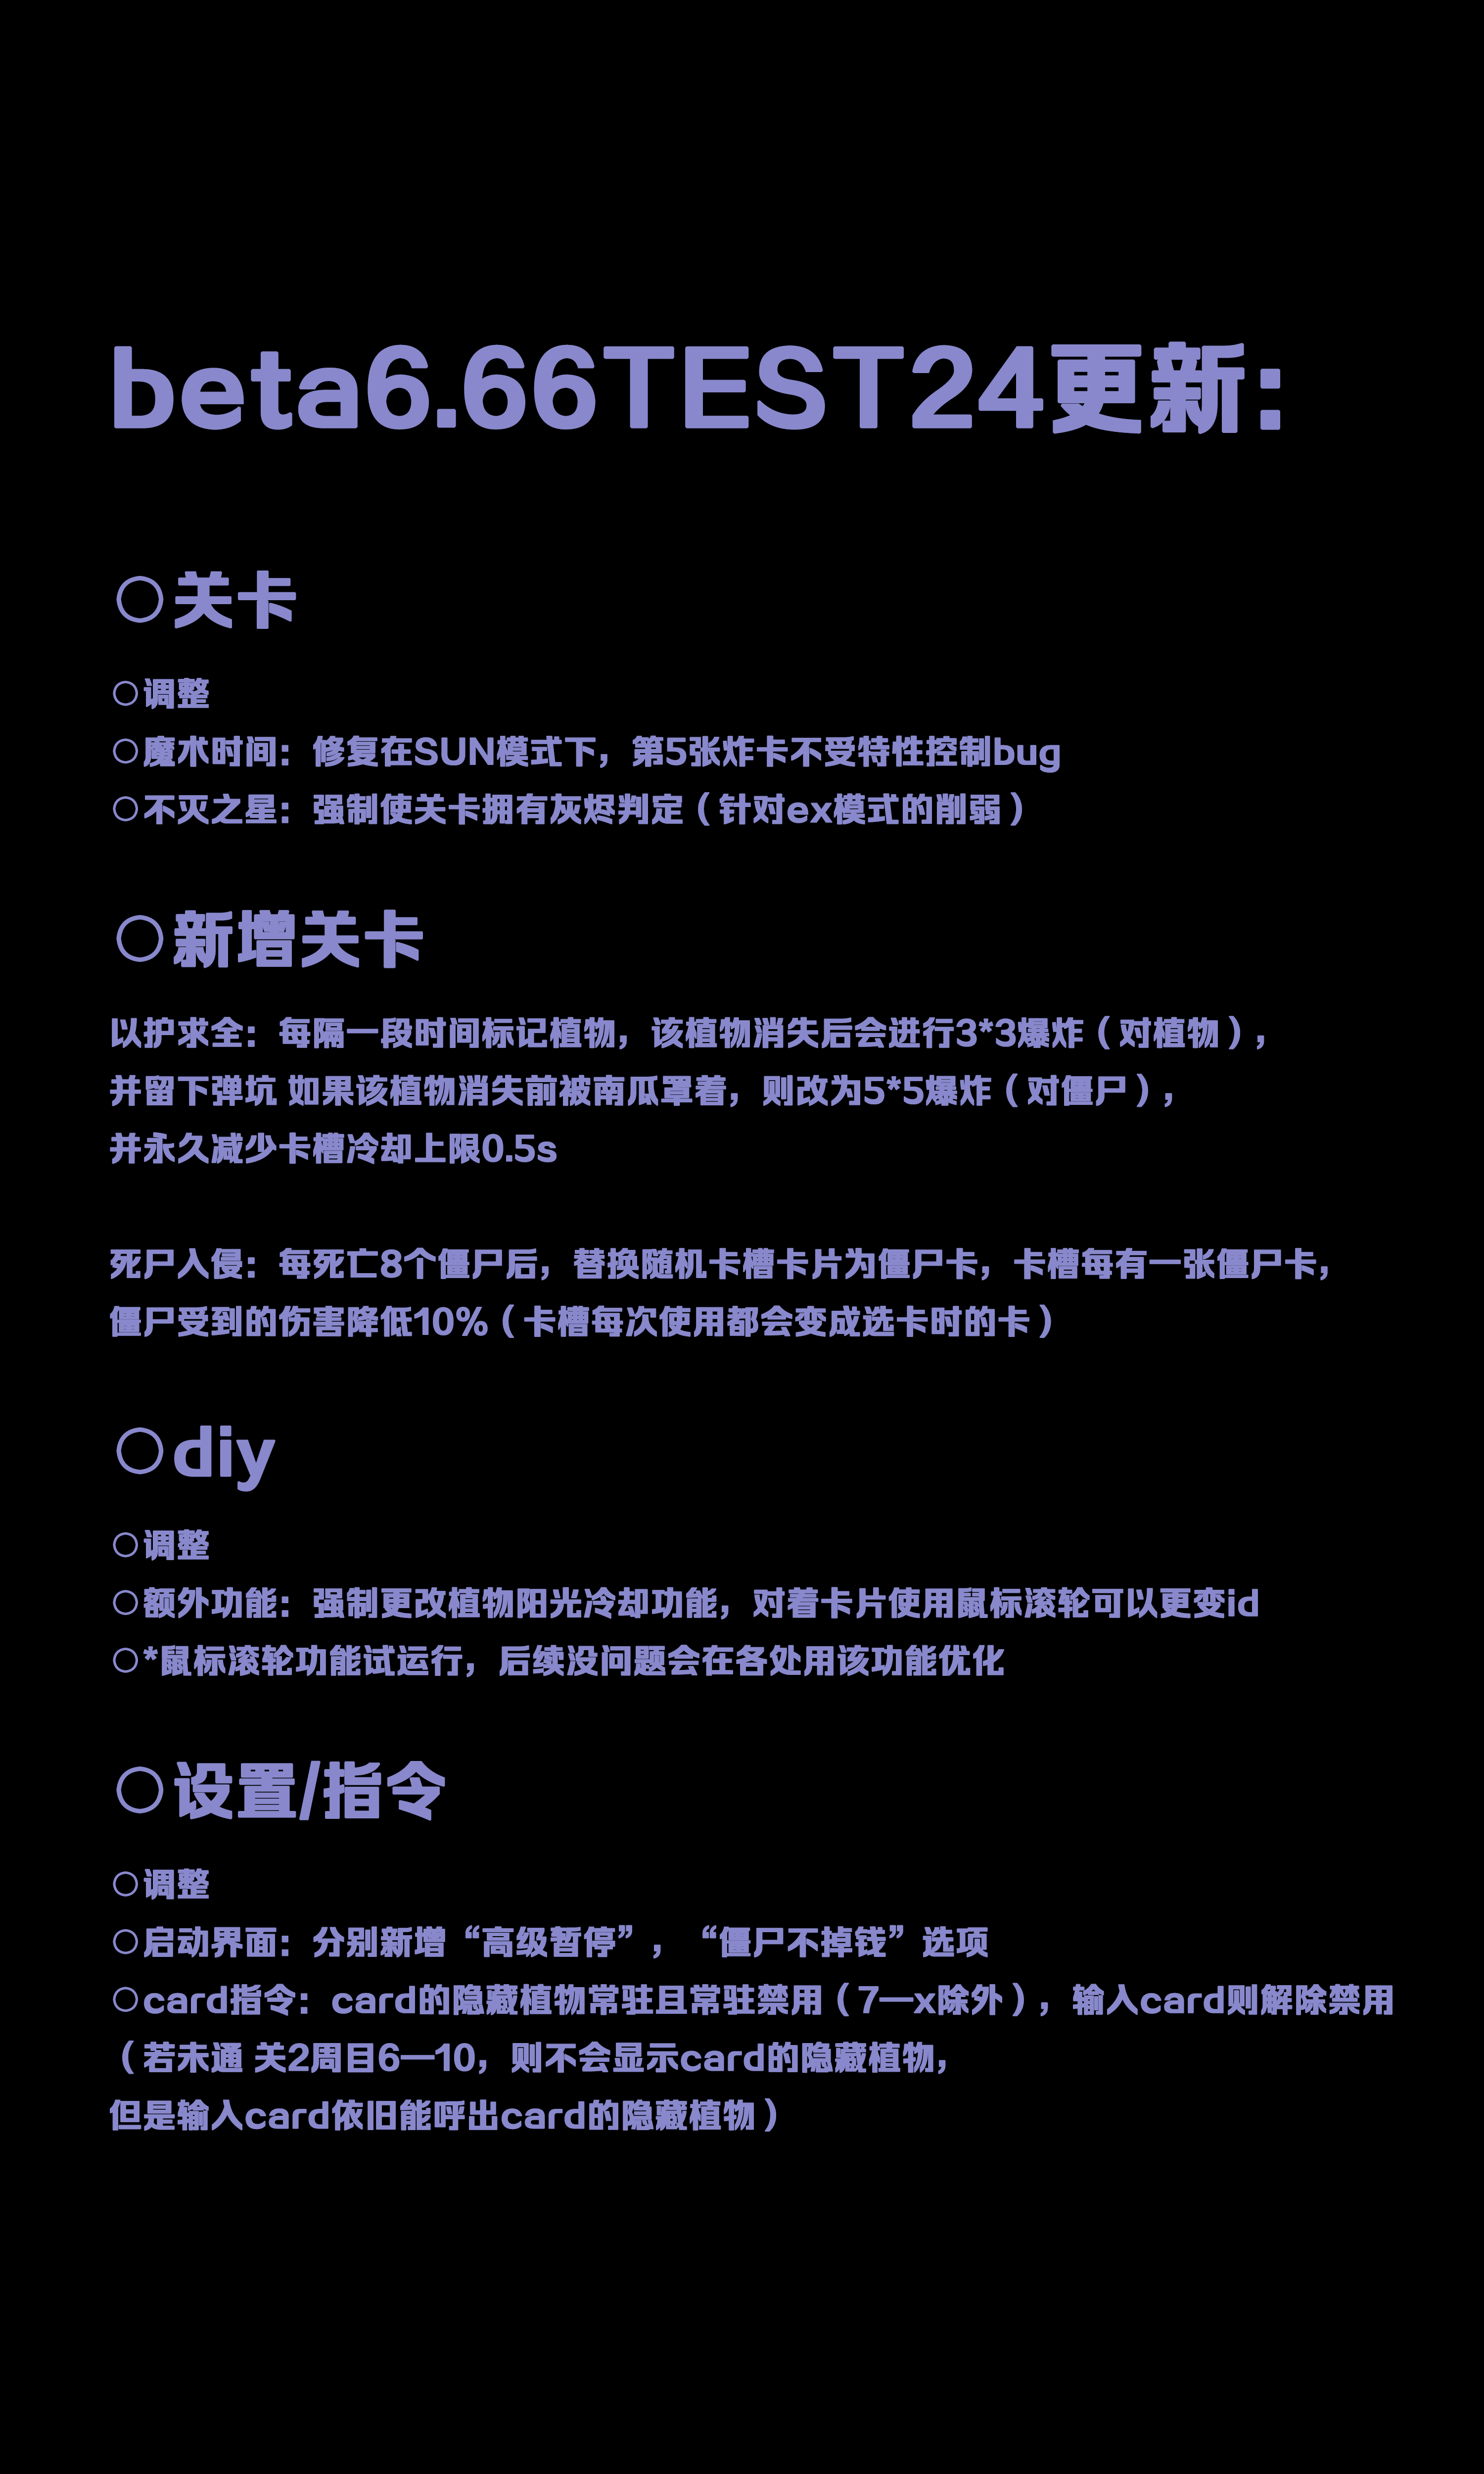 beta6.66TEST24更新:
○关卡
○调整
○魔术时间：修复在SUN模式下，第5张炸卡不受特性控制bug
○不灭之星：强制使关卡拥有灰烬判定（针对ex模式的削弱）
○新增关卡
以护求全：每隔一段时间标记植物，该植物消失后会进行3*3爆炸（对植物），
并留下弹坑 如果该植物消失前被南瓜罩着，则改为5*5爆炸（对僵尸），
并永久减少卡槽冷却上限0.5s
死尸入侵：每死亡8个僵尸后，替换随机卡槽卡片为僵尸卡，卡槽每有一张僵尸卡，
僵尸受到的伤害降低10%（卡槽每次使用都会变成选卡时的卡）
○diy
○调整
○额外功能：强制更改植物阳光冷却功能，对着卡片使用鼠标滚轮可以更变id
○*鼠标滚轮功能试运行，后续没问题会在各处用该功能优化
○设置/指令
○调整
○启动界面：分别新增“高级暂停”，“僵尸不掉钱”选项
○card指令：card的隐藏植物常驻且常驻禁用（7—x除外），输入card则解除禁用
（若未通 关2周目6—10，则不会显示card的隐藏植物，
但是输入card依旧能呼出card的隐藏植物）